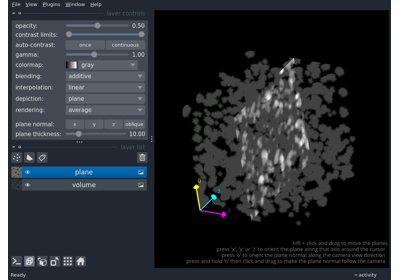 File View Plugins Window Help
layer controls
opacity: 0.50
contrast limits:
auto-contrast: once continuous
gamma: 1.00
colormap: gray
blending: additive
interpolation: linear
depiction: plane
rendering: average
plane normal: x y z oblique
plane thickness: 10.00
layer list
plane
volume
shift + click and drag to move the planes
press 'x', 'y' or 'z' to orient the plane along that axis around the cursor
press 'o' to orient the plane normal along the camera view direction
press and hold 'o' then click and drag to make the plane normal follow the camera
Ready
activity